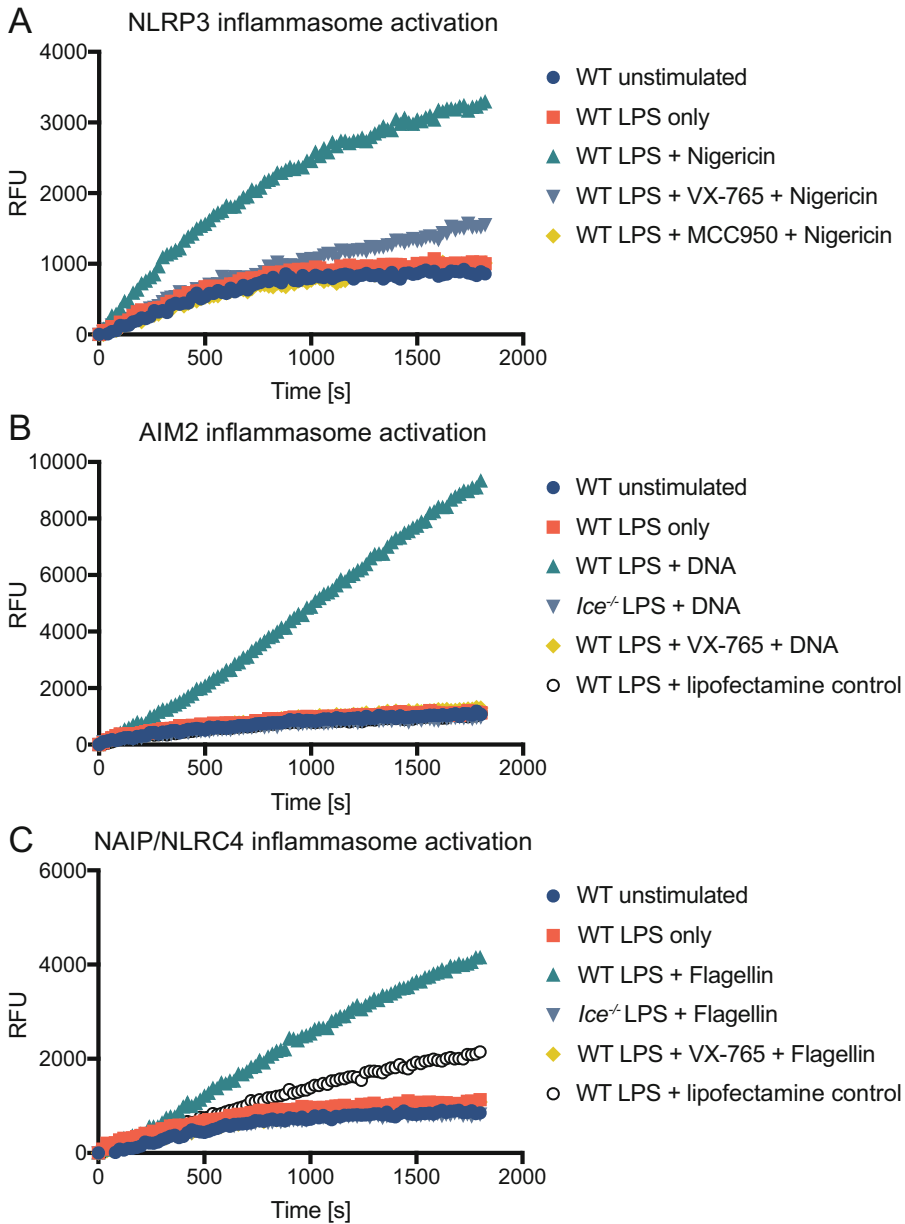 A
NLRP3 inflammasome activation
4000
3000
2000
1000
0
RFU
0 500 1000 1500 2000
Time [s]
WT unstimulated
WT LPS only
WT LPS + Nigericin
WT LPS + VX-765 + Nigericin
WT LPS + MCC950 + Nigericin
B
AIM2 inflammasome activation
10000
8000
6000
4000
2000
0
RFU
0 500 1000 1500 2000
Time [s]
WT unstimulated
WT LPS only
WT LPS + DNA
Ice-/- LPS + DNA
WT LPS + VX-765 + DNA
WT LPS + lipofectamine control
C
NAIP/NLRC4 inflammasome activation
6000
4000
2000
0
RFU
0 500 1000 1500 2000
Time [s]
WT unstimulated
WT LPS only
WT LPS + Flagellin
Ice-/- LPS + Flagellin
WT LPS + VX-765 + Flagellin
WT LPS + lipofectamine control